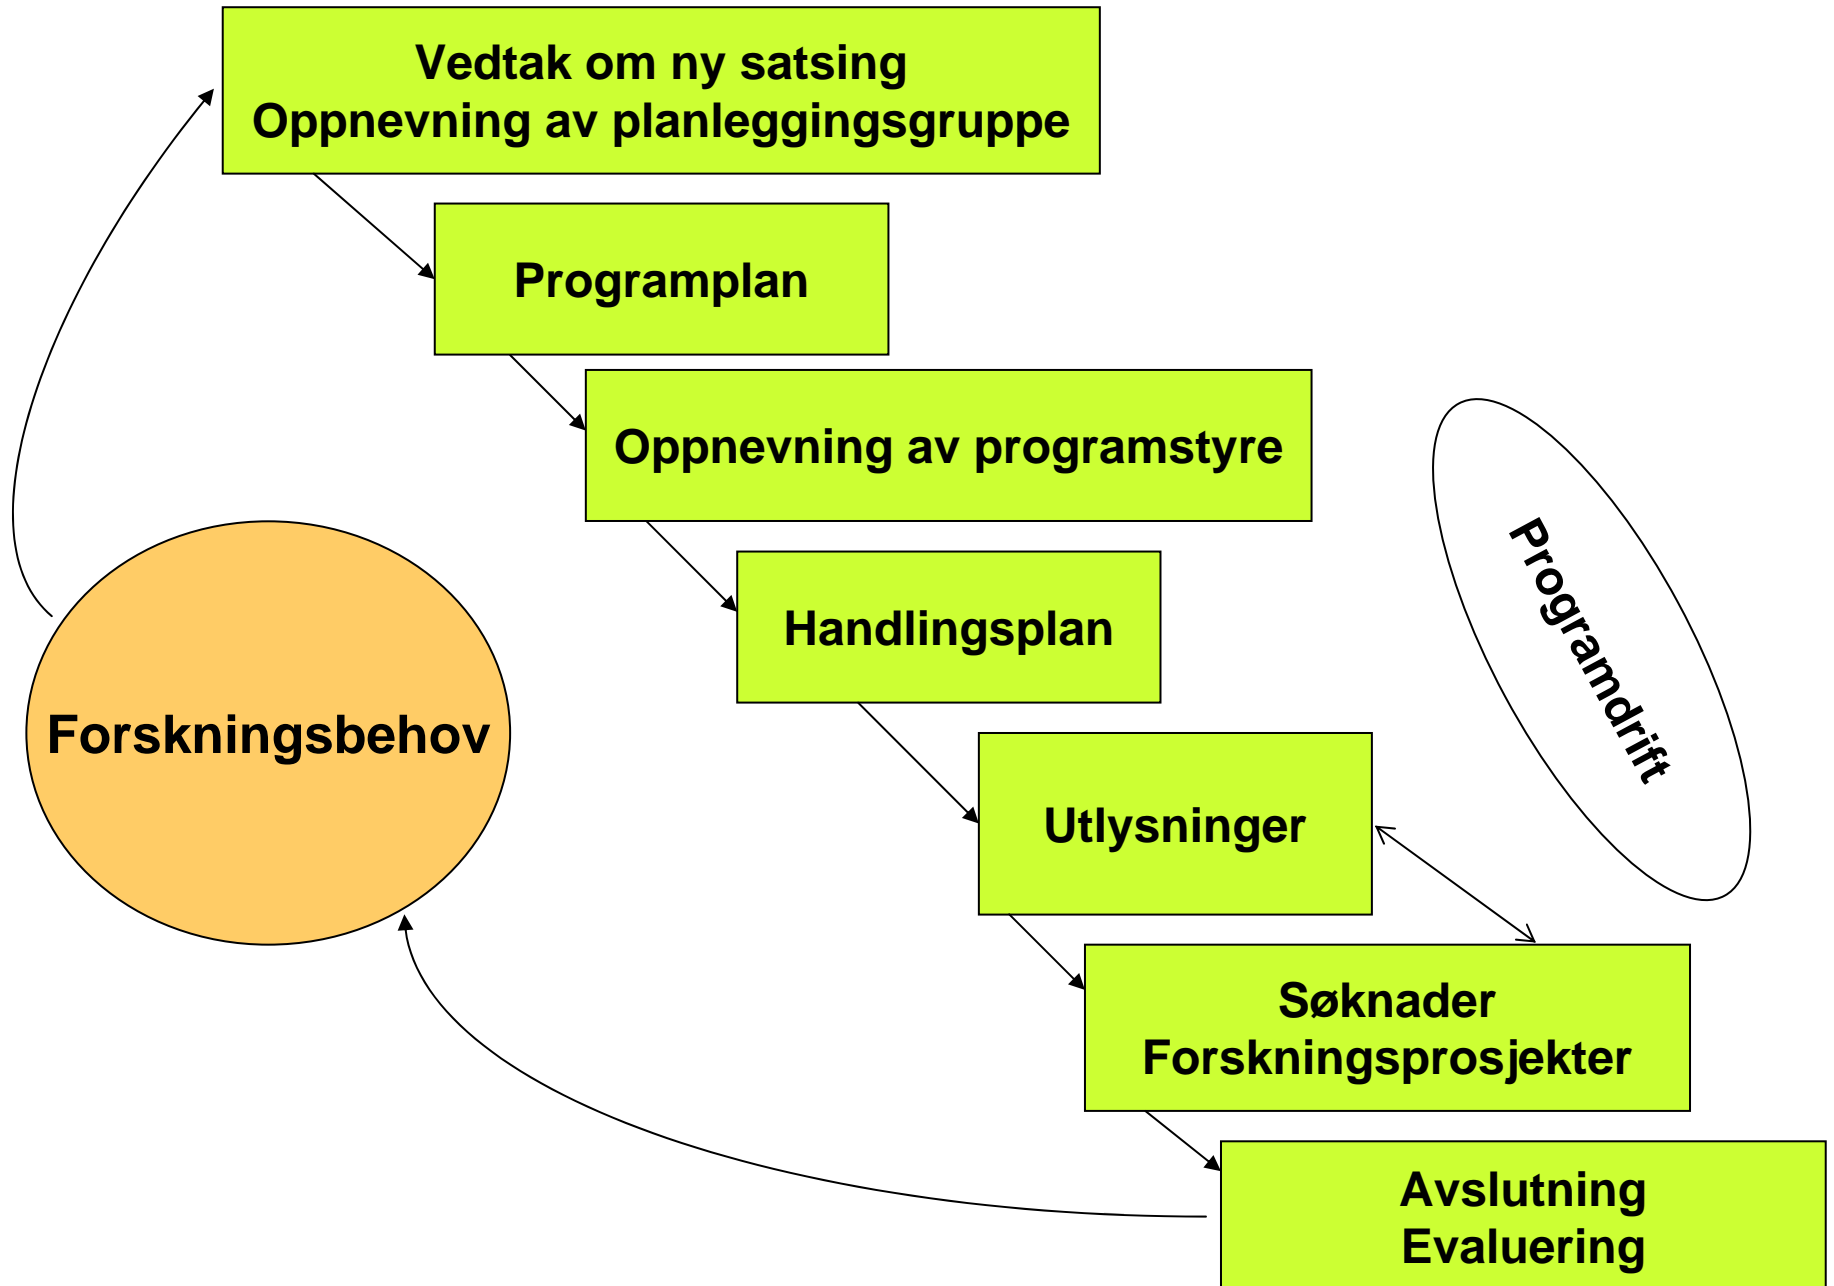 Vedtak om ny satsing
Oppnevning av planleggingsgruppe
Programplan
Oppnevning av programstyre
Handlingsplan
Programdrift
Forskningsbehov
Utlysninger
Søknader
Forskningsprosjekter
Avslutning
Evaluering